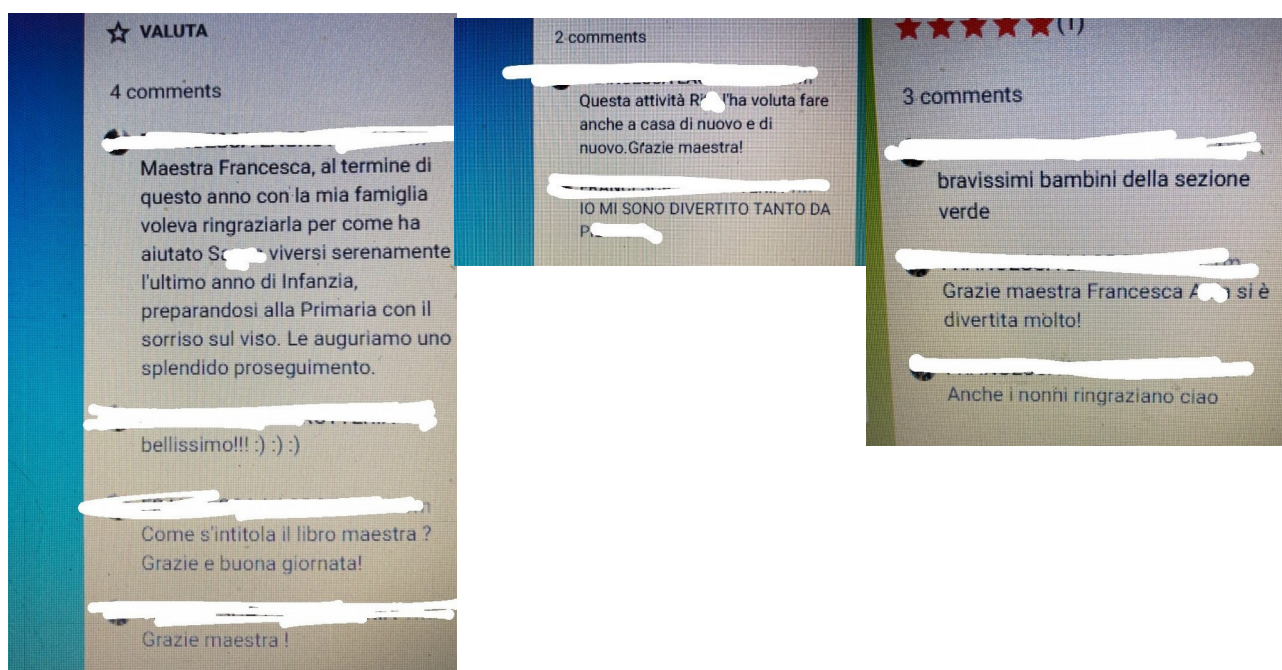 VALUTA
4 comments
Maestra Francesca, al termine di
questo anno con la mia famiglia
voleva ringraziarla per come ha
aiutato viversi serenamente
l'ultimo anno di Infanzia,
preparandosi alla Primaria con il
sorriso sul viso. Le auguriamo uno
splendido proseguimento.
bellissimo!!! :) :) :)
Come s'intitola il libro maestra ?
Grazie e buona giornata!
Grazie maestra !
2 comments
Questa attività l'ha voluta fare
anche a casa di nuovo e di
nuovo.Grazie maestra!
IO MI SONO DIVERTITO TANTO DA
(1)
3 comments
bravissimi bambini della sezione
verde
Grazie maestra Francesca si è
divertita molto!
Anche i nonni ringraziano ciao